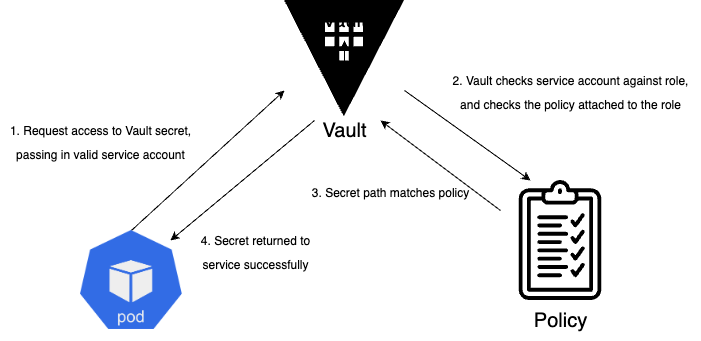 Vault
1. Request access to Vault secret,
passing in valid service account
2. Vault checks service account against role,
and checks the policy attached to the role
3. Secret path matches policy
4. Secret returned to
service successfully
pod
Policy